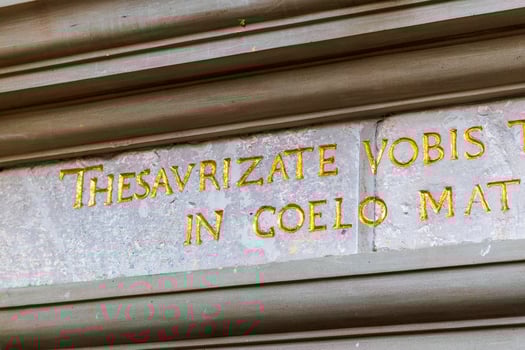 THESAVRIZATE VOBIS T
IN COELO MAT